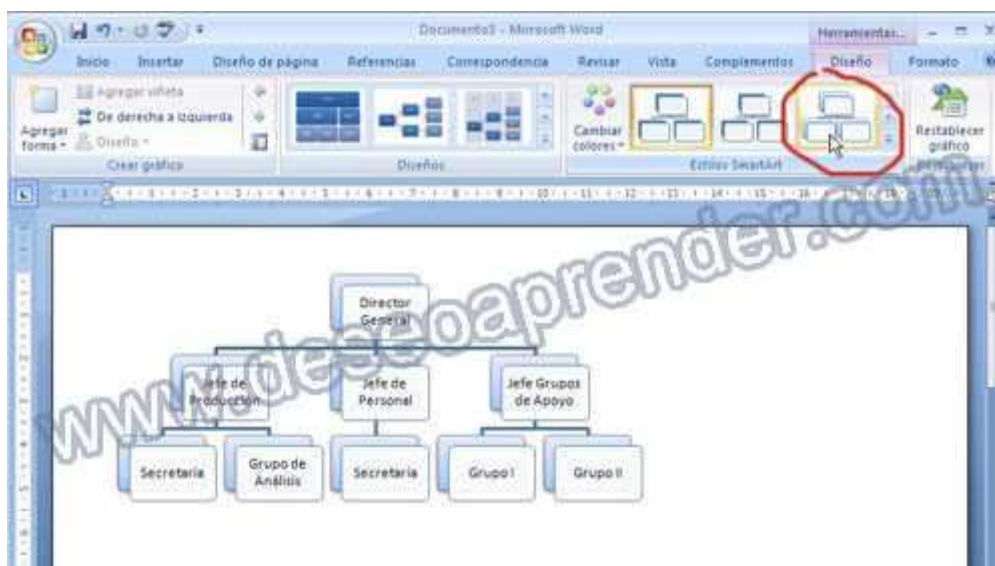 Documento3 - Microsoft Word
Herramientas...
Inicio Insertar Diseño de página Referencias Correspondencia Revisar Vista Complementos Diseño Formato
Agregar viñeta
De derecha a izquierda
Diseño
Agregar
forma
Crear gráfico
Diseños
Cambiar
colores
Estilos SmartArt
Restablecer
gráfico
www.deseoaprender.com
Director
General
Jefe de
Producción
Jefe de
Personal
Jefe Grupos
de Apoyo
Secretaria
Grupo de
Análisis
Secretaria
Grupo I
Grupo II